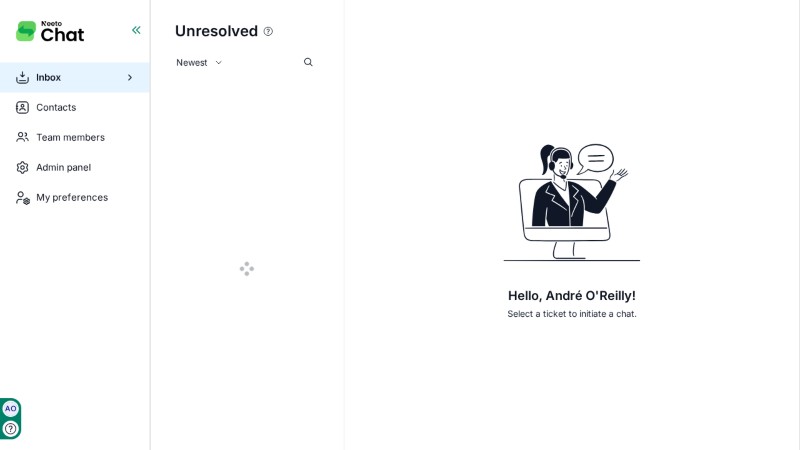 Neeto
Chat
Inbox
Contacts
Team members
Admin panel
My preferences
AO
Unresolved
Newest
Hello, André O'Reilly!
Select a ticket to initiate a chat.